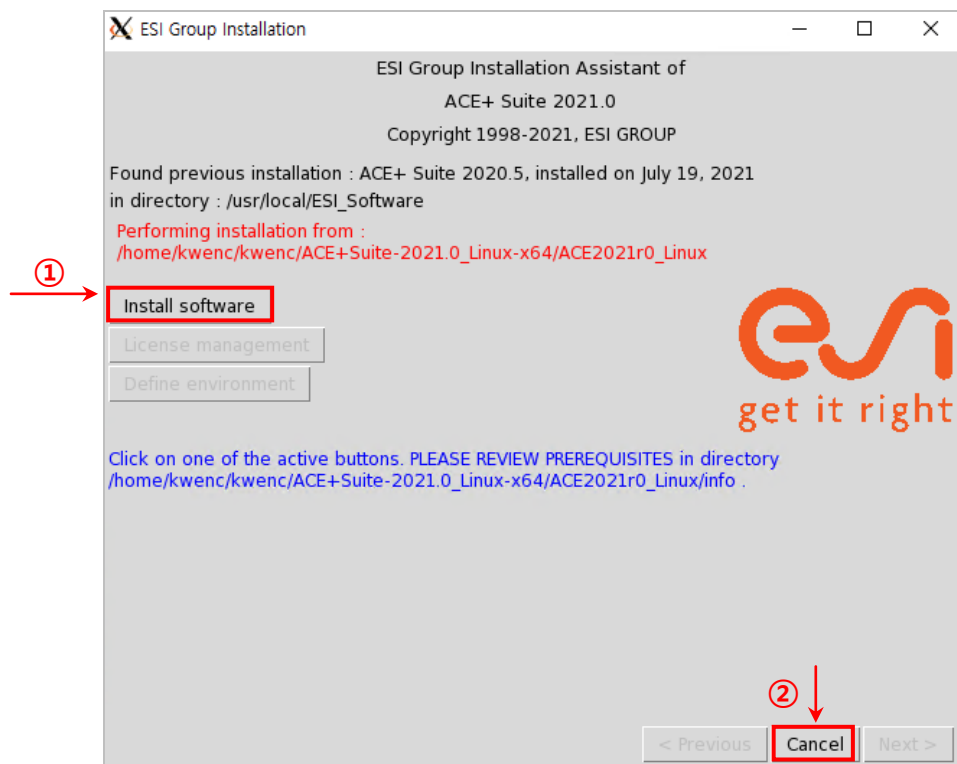 ESI Group Installation
ESI Group Installation Assistant of
ACE+ Suite 2021.0
Copyright 1998-2021, ESI GROUP
Found previous installation : ACE+ Suite 2020.5, installed on July 19, 2021
in directory : /usr/local/ESI_Software
Performing installation from :
/home/kwenc/kwenc/ACE+Suite-2021.0_Linux-x64/ACE2021r0_Linux
①
Install software
License management
Define environment
esi
get it right
Click on one of the active buttons. PLEASE REVIEW PREREQUISITES in directory
/home/kwenc/kwenc/ACE+Suite-2021.0_Linux-x64/ACE2021r0_Linux/info .
②
< Previous Cancel Next >